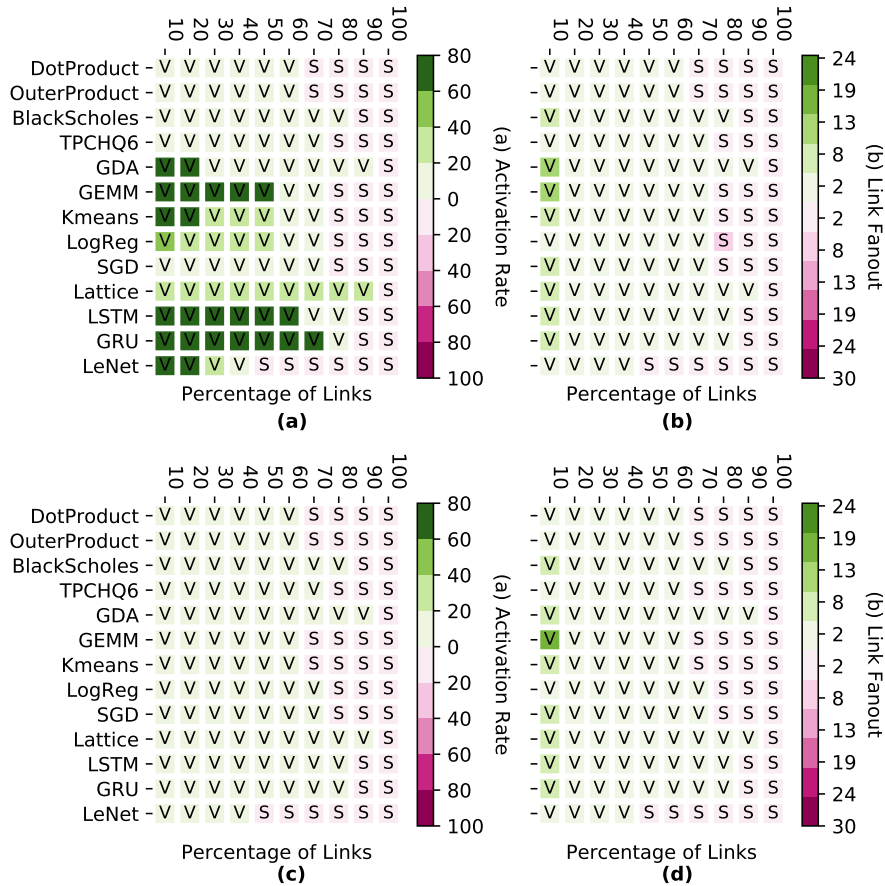 10 20 30 40 50 60 70 80 90 100
DotProduct V V V V V V S S S S
OuterProduct V V V V V V S S S S
BlackScholes V V V V V V V V S S
TPCHQ6 V V V V V V V S S S
GDA V V V V V V V V V S
GEMM V V V V V V V S S S
Kmeans V V V V V V V S S S
LogReg V V V V V V V S S S
SGD V V V V V V V S S S
Lattice V V V V V V V V V S
LSTM V V V V V V V V S S
GRU V V V V V V V V S S
LeNet V V V V S S S S S S
Percentage of Links
(a)
80
60
40
20
0
20
40
60
80
100
(a) Activation Rate
10 20 30 40 50 60 70 80 90 100
V V V V V V S S S S
V V V V V V S S S S
V V V V V V V V S S
V V V V V V V S S S
V V V V V V V V V S
V V V V V V V S S S
V V V V V V V S S S
V V V V V V V S S S
V V V V V V V S S S
V V V V V V V V V S
V V V V V V V V S S
V V V V V V V V S S
V V V V S S S S S S
Percentage of Links
(b)
24
19
13
8
2
2
8
13
19
24
30
(b) Link Fanout
10 20 30 40 50 60 70 80 90 100
DotProduct V V V V V V S S S S
OuterProduct V V V V V V S S S S
BlackScholes V V V V V V V V S S
TPCHQ6 V V V V V V V S S S
GDA V V V V V V V V V S
GEMM V V V V V V S S S S
Kmeans V V V V V V S S S S
LogReg V V V V V V V S S S
SGD V V V V V V V S S S
Lattice V V V V V V V V V S
LSTM V V V V V V V V S S
GRU V V V V V V V V S S
LeNet V V V V S S S S S S
Percentage of Links
(c)
80
60
40
20
0
20
40
60
80
100
(a) Activation Rate
10 20 30 40 50 60 70 80 90 100
V V V V V V S S S S
V V V V V V S S S S
V V V V V V V V S S
V V V V V V S S S S
V V V V V V V V V S
V V V V V V S S S S
V V V V V V S S S S
V V V V V V V S S S
V V V V V V V S S S
V V V V V V V V V S
V V V V V V V V S S
V V V V V V V V S S
V V V V S S S S S S
Percentage of Links
(d)
24
19
13
8
2
2
8
13
19
24
30
(b) Link Fanout